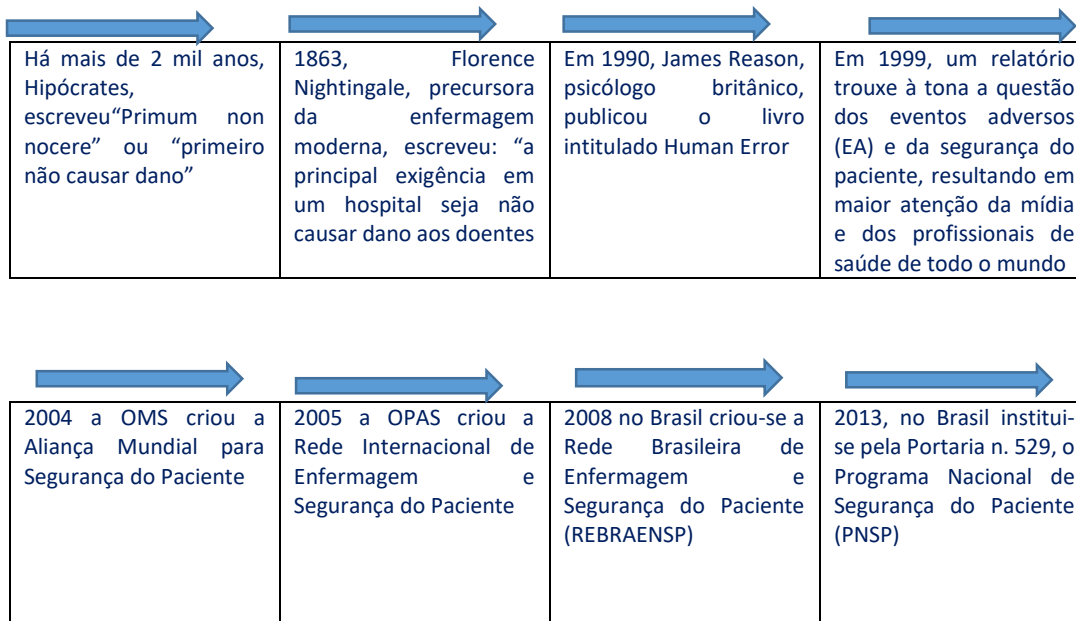 Há mais de 2 mil anos,
Hipócrates,
escreveu“Primum non
nocere” ou “primeiro
não causar dano”
1863, Florence
Nightingale, precursora
da enfermagem
moderna, escreveu: “a
principal exigência em
um hospital seja não
causar dano aos doentes
Em 1990, James Reason,
psicólogo britânico,
publicou o livro
intitulado Human Error
Em 1999, um relatório
trouxe à tona a questão
dos eventos adversos
(EA) e da segurança do
paciente, resultando em
maior atenção da mídia
e dos profissionais de
saúde de todo o mundo
2004 a OMS criou a
Aliança Mundial para
Segurança do Paciente
2005 a OPAS criou a
Rede Internacional de
Enfermagem e
Segurança do Paciente
2008 no Brasil criou-se a
Rede Brasileira de
Enfermagem e
Segurança do Paciente
(REBRAENSP)
2013, no Brasil institui-
se pela Portaria n. 529, o
Programa Nacional de
Segurança do Paciente
(PNSP)